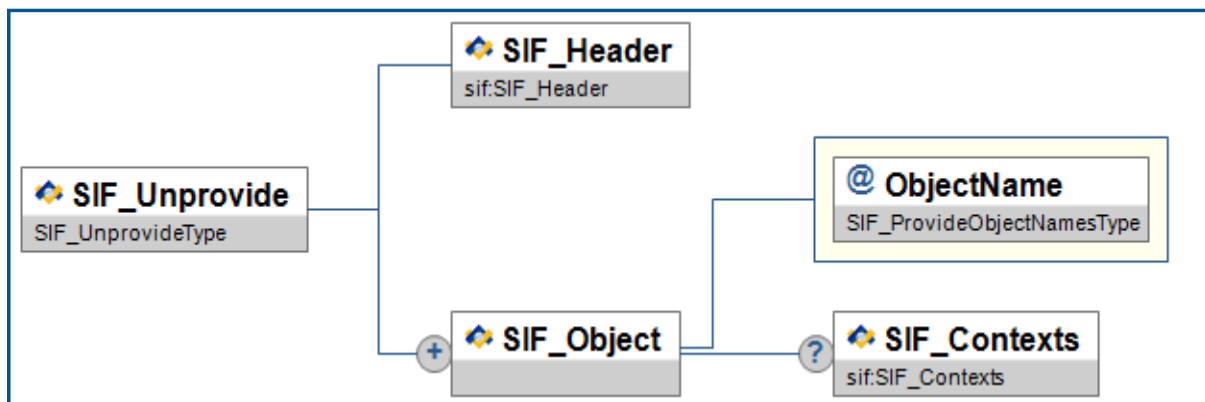 SIF_Header
sif:SIF_Header
SIF_Unprovide
SIF_UnprovideType
@ ObjectName
SIF_ProvideObjectNamesType
+
SIF_Object
?
SIF_Contexts
sif:SIF_Contexts